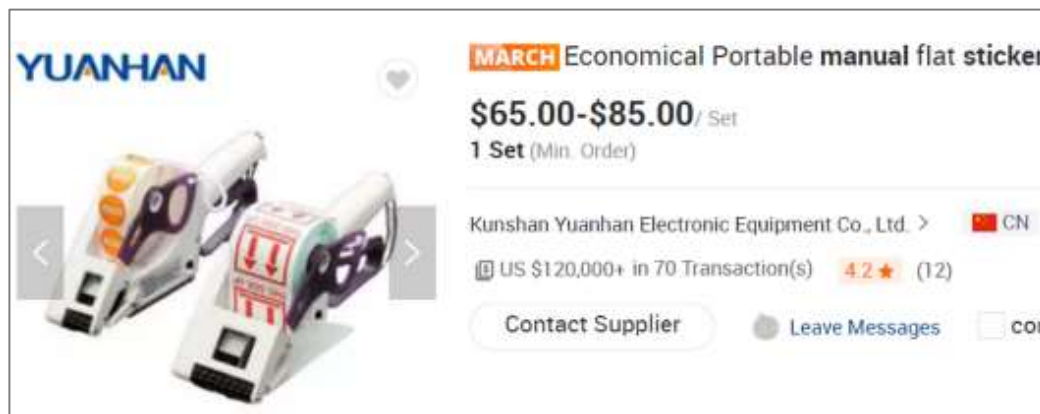 YUANHAN
MARCH Economical Portable manual flat sticker
$65.00-$85.00/ Set
1 Set (Min. Order)
Kunshan Yuanhan Electronic Equipment Co., Ltd. > CN
US $120,000+ in 70 Transaction(s) 4.2★ (12)
Contact Supplier
Leave Messages